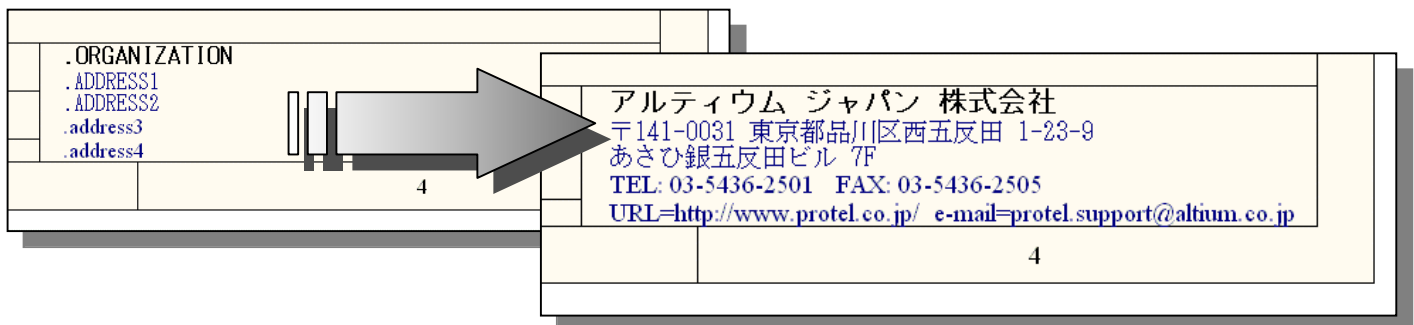 .ORGANIZATION
.ADDRESS1
.ADDRESS2
.address3
.address4
4
アルティウム ジャパン 株式会社
〒141-0031 東京都品川区西五反田 1-23-9
あさひ銀五反田ビル 7F
TEL: 03-5436-2501 FAX: 03-5436-2505
URL=http://www.protel.co.jp/ e-mail=protel.support@altium.co.jp
4